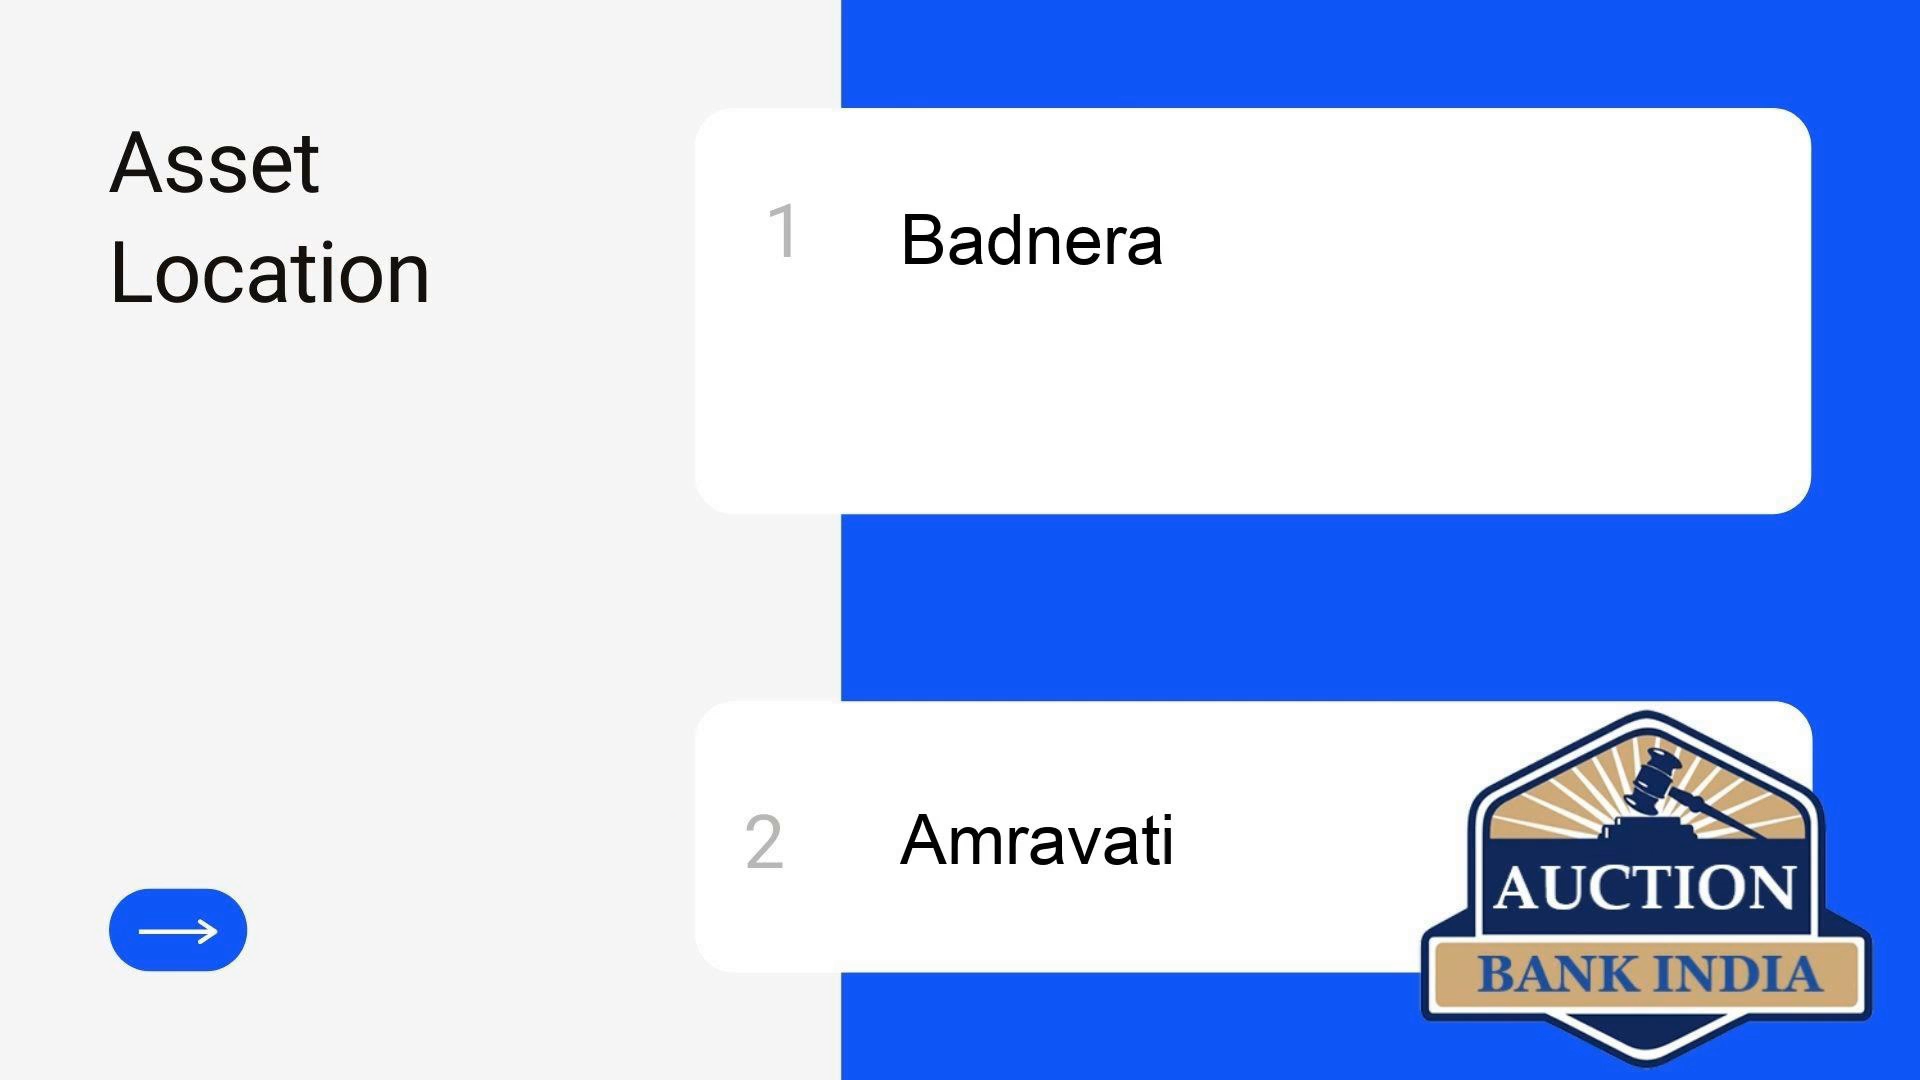 Asset
Location
1
Badnera
2
Amravati
AUCTION
BANK INDIA